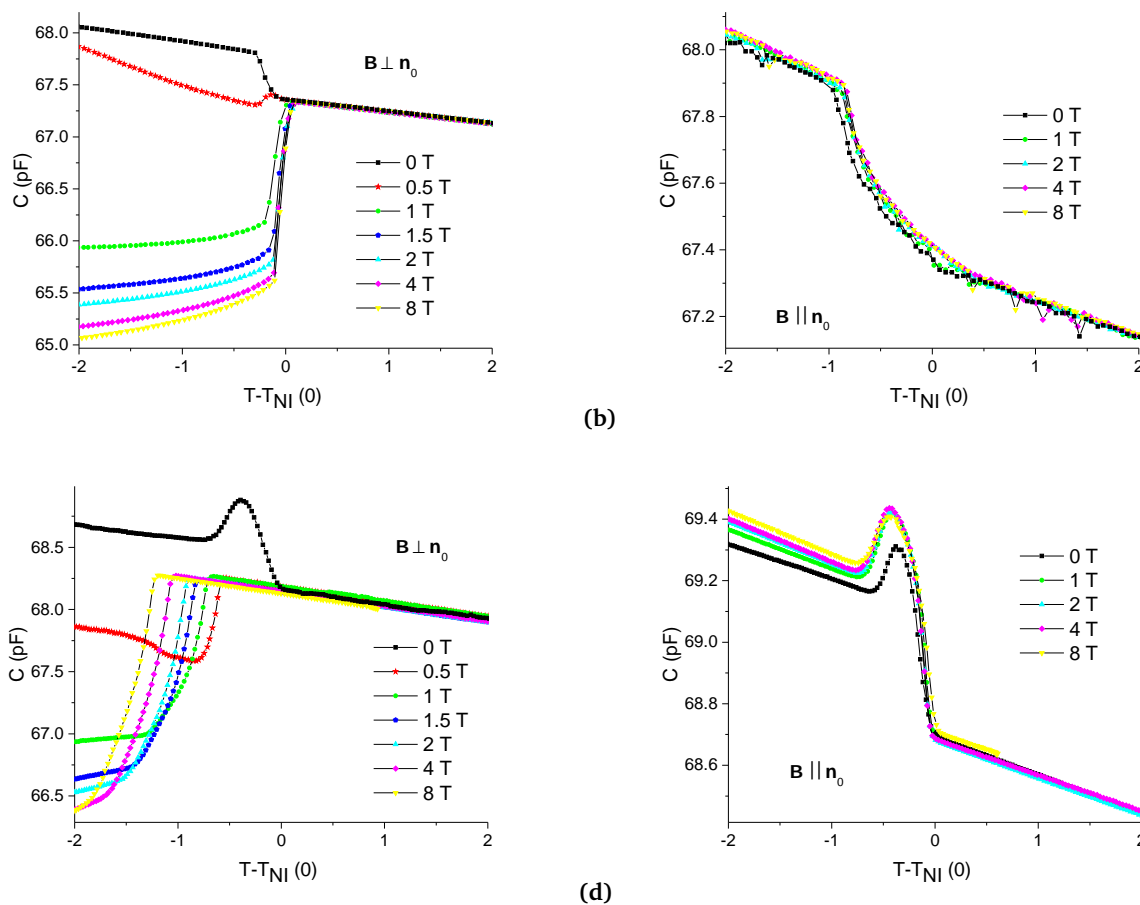 68.0
67.5
67.0
66.5
66.0
65.5
65.0
C (pF)
B ⊥ n₀
0 T
0.5 T
1 T
1.5 T
2 T
4 T
8 T
-2 -1 0 1 2
T-T_NI (0)
68.0
67.8
67.6
67.4
67.2
C (pF)
0 T
1 T
2 T
4 T
8 T
B || n₀
-2 -1 0 1 2
T-T_NI (0)
(b)
68.5
68.0
67.5
67.0
66.5
C (pF)
B ⊥ n₀
0 T
0.5 T
1 T
1.5 T
2 T
4 T
8 T
-2 -1 0 1 2
T-T_NI (0)
69.4
69.2
69.0
68.8
68.6
C (pF)
0 T
1 T
2 T
4 T
8 T
B || n₀
-2 -1 0 1 2
T-T_NI (0)
(d)